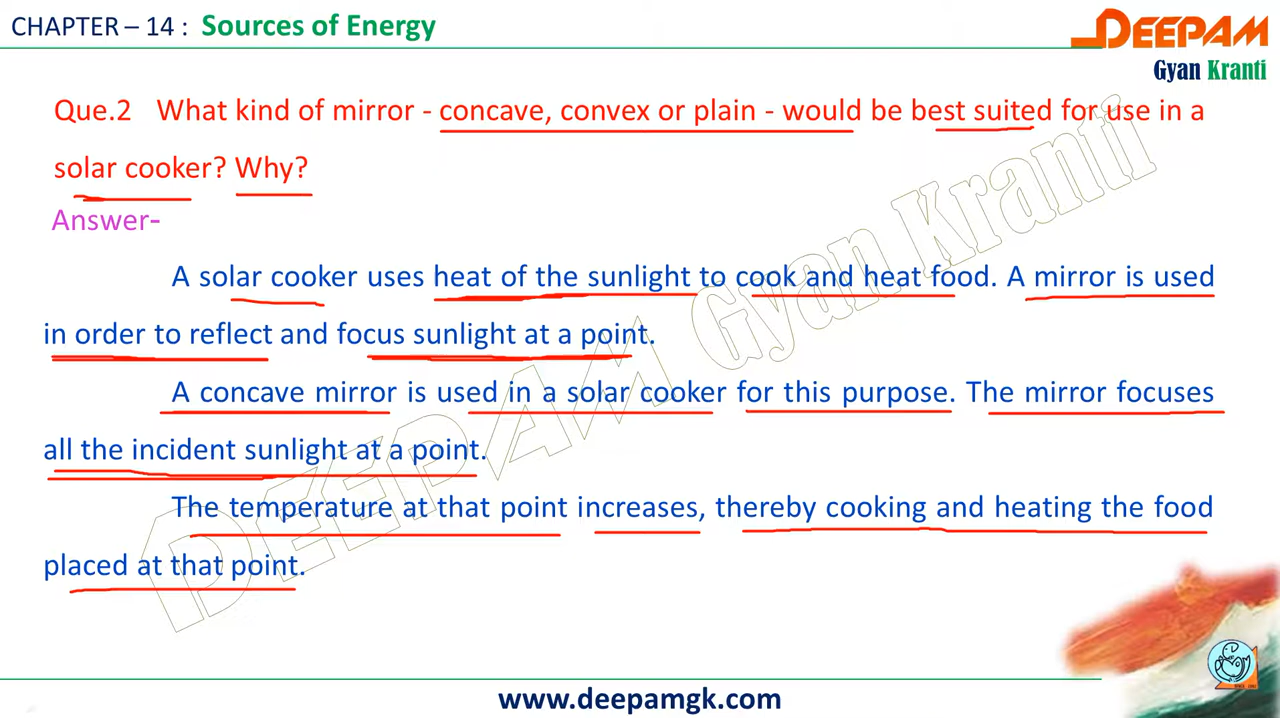 CHAPTER – 14 : Sources of Energy
DEEPAM
Gyan Kranti
Que.2 What kind of mirror - concave, convex or plain - would be best suited for use in a
solar cooker? Why?
Answer-
A solar cooker uses heat of the sunlight to cook and heat food. A mirror is used
in order to reflect and focus sunlight at a point.
A concave mirror is used in a solar cooker for this purpose. The mirror focuses
all the incident sunlight at a point.
The temperature at that point increases, thereby cooking and heating the food
placed at that point.
DEEPAM Gyan Kranti
www.deepamgk.com